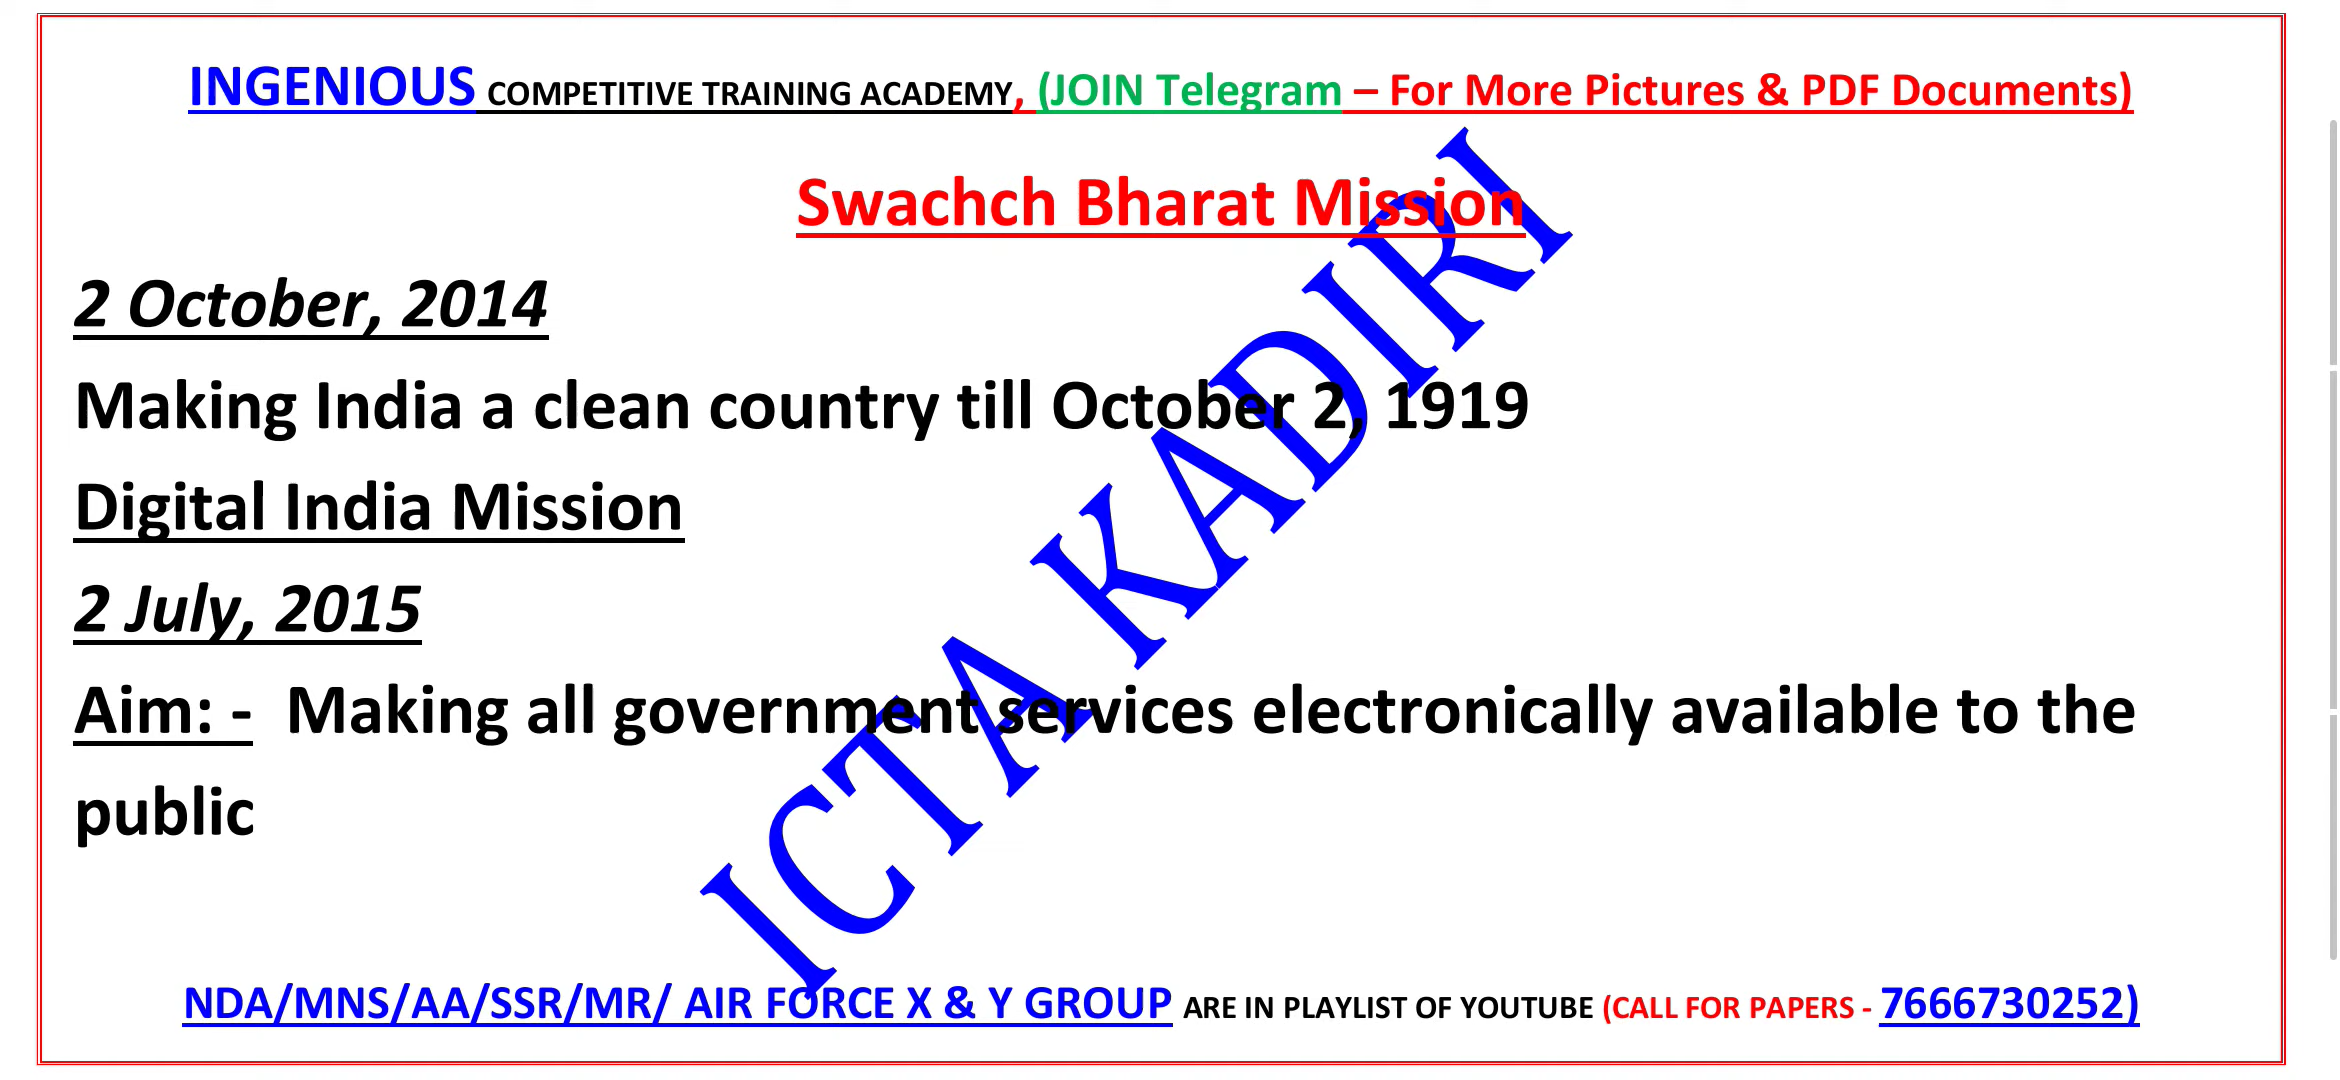 INGENIOUS COMPETITIVE TRAINING ACADEMY, (JOIN Telegram – For More Pictures & PDF Documents)
Swachch Bharat Mission
2 October, 2014
Making India a clean country till October 2, 1919
Digital India Mission
2 July, 2015
Aim: - Making all government services electronically available to the
public
ICTA KADIRI
NDA/MNS/AA/SSR/MR/ AIR FORCE X & Y GROUP ARE IN PLAYLIST OF YOUTUBE (CALL FOR PAPERS - 7666730252)